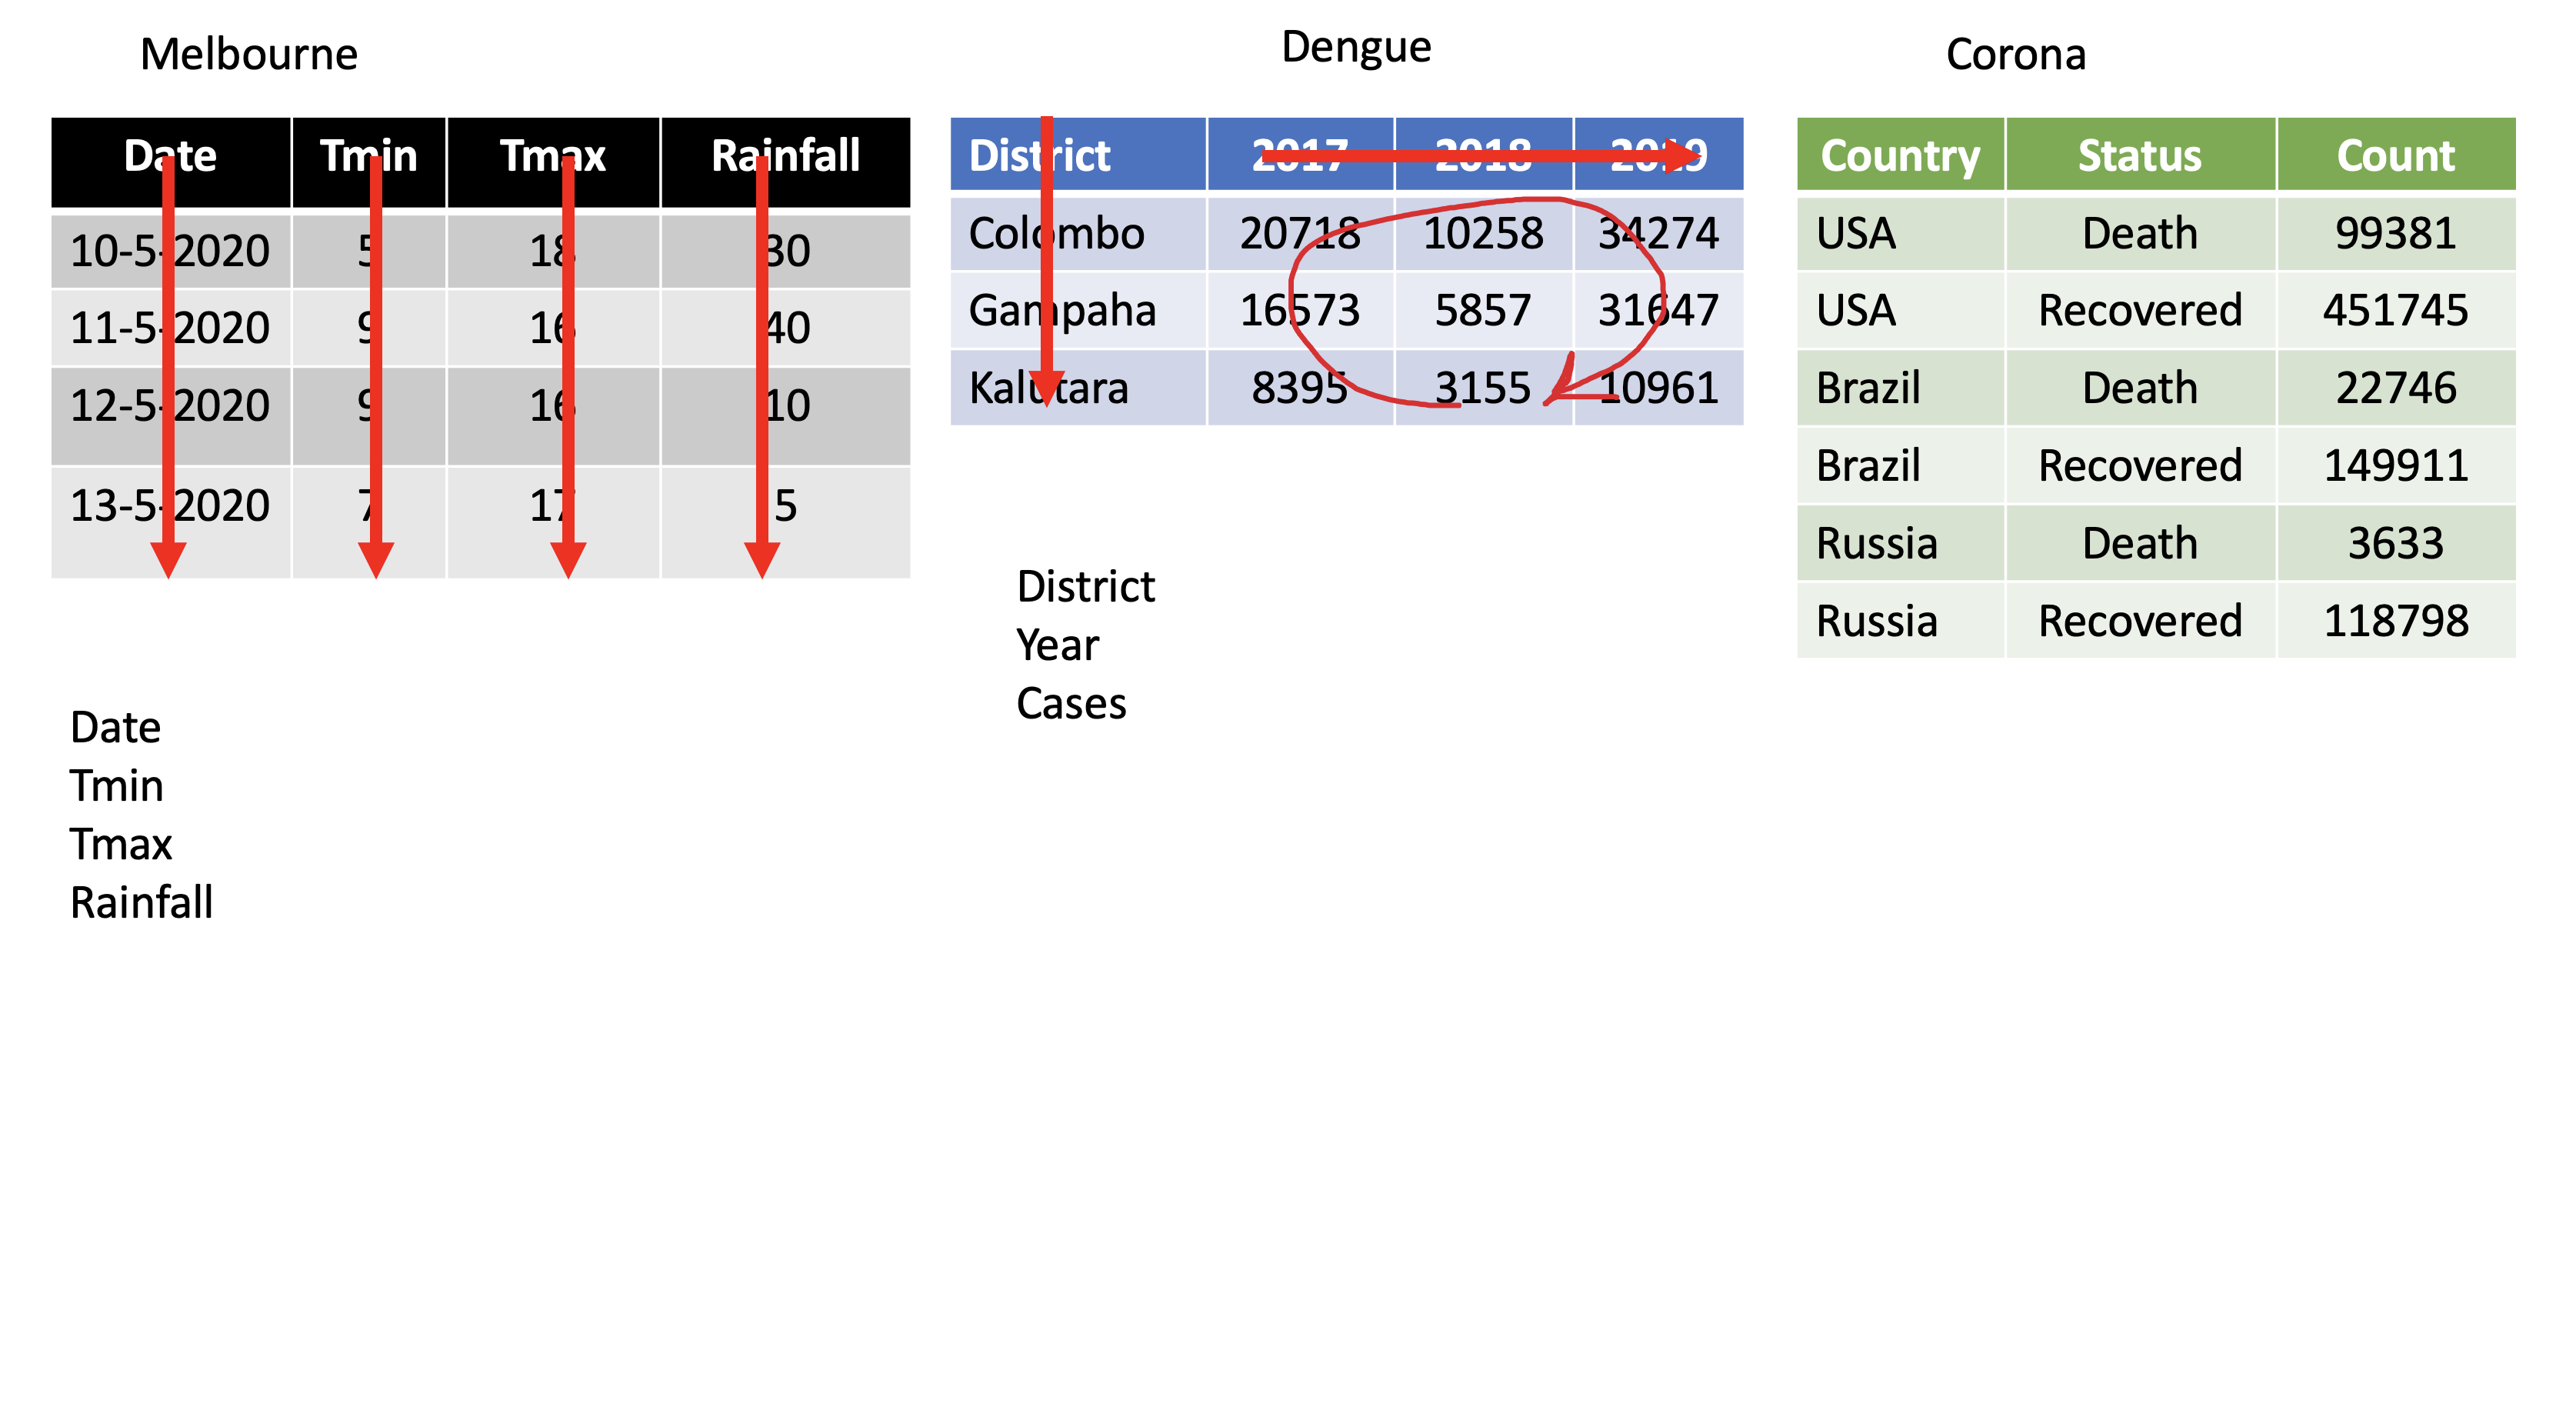 Melbourne
Date Tmin Tmax Rainfall
10-5-2020 5 18 30
11-5-2020 9 16 40
12-5-2020 9 16 10
13-5-2020 7 17 5
Date
Tmin
Tmax
Rainfall
Dengue
District 2017 2018 2019
Colombo 20718 10258 34274
Gampaha 16573 5857 31647
Kalutara 8395 3155 10961
District
Year
Cases
Corona
Country Status Count
USA Death 99381
USA Recovered 451745
Brazil Death 22746
Brazil Recovered 149911
Russia Death 3633
Russia Recovered 118798